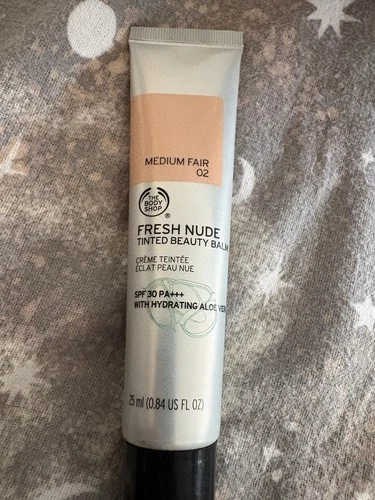 MEDIUM FAIR
02
THE
BODY
SHOP
®
FRESH NUDE
TINTED BEAUTY BALM
CRÈME TEINTÉE
ÉCLAT PEAU NUE
SPF 30 PA+++
WITH HYDRATING ALOE VER
25 ml (0.84 US FL OZ)